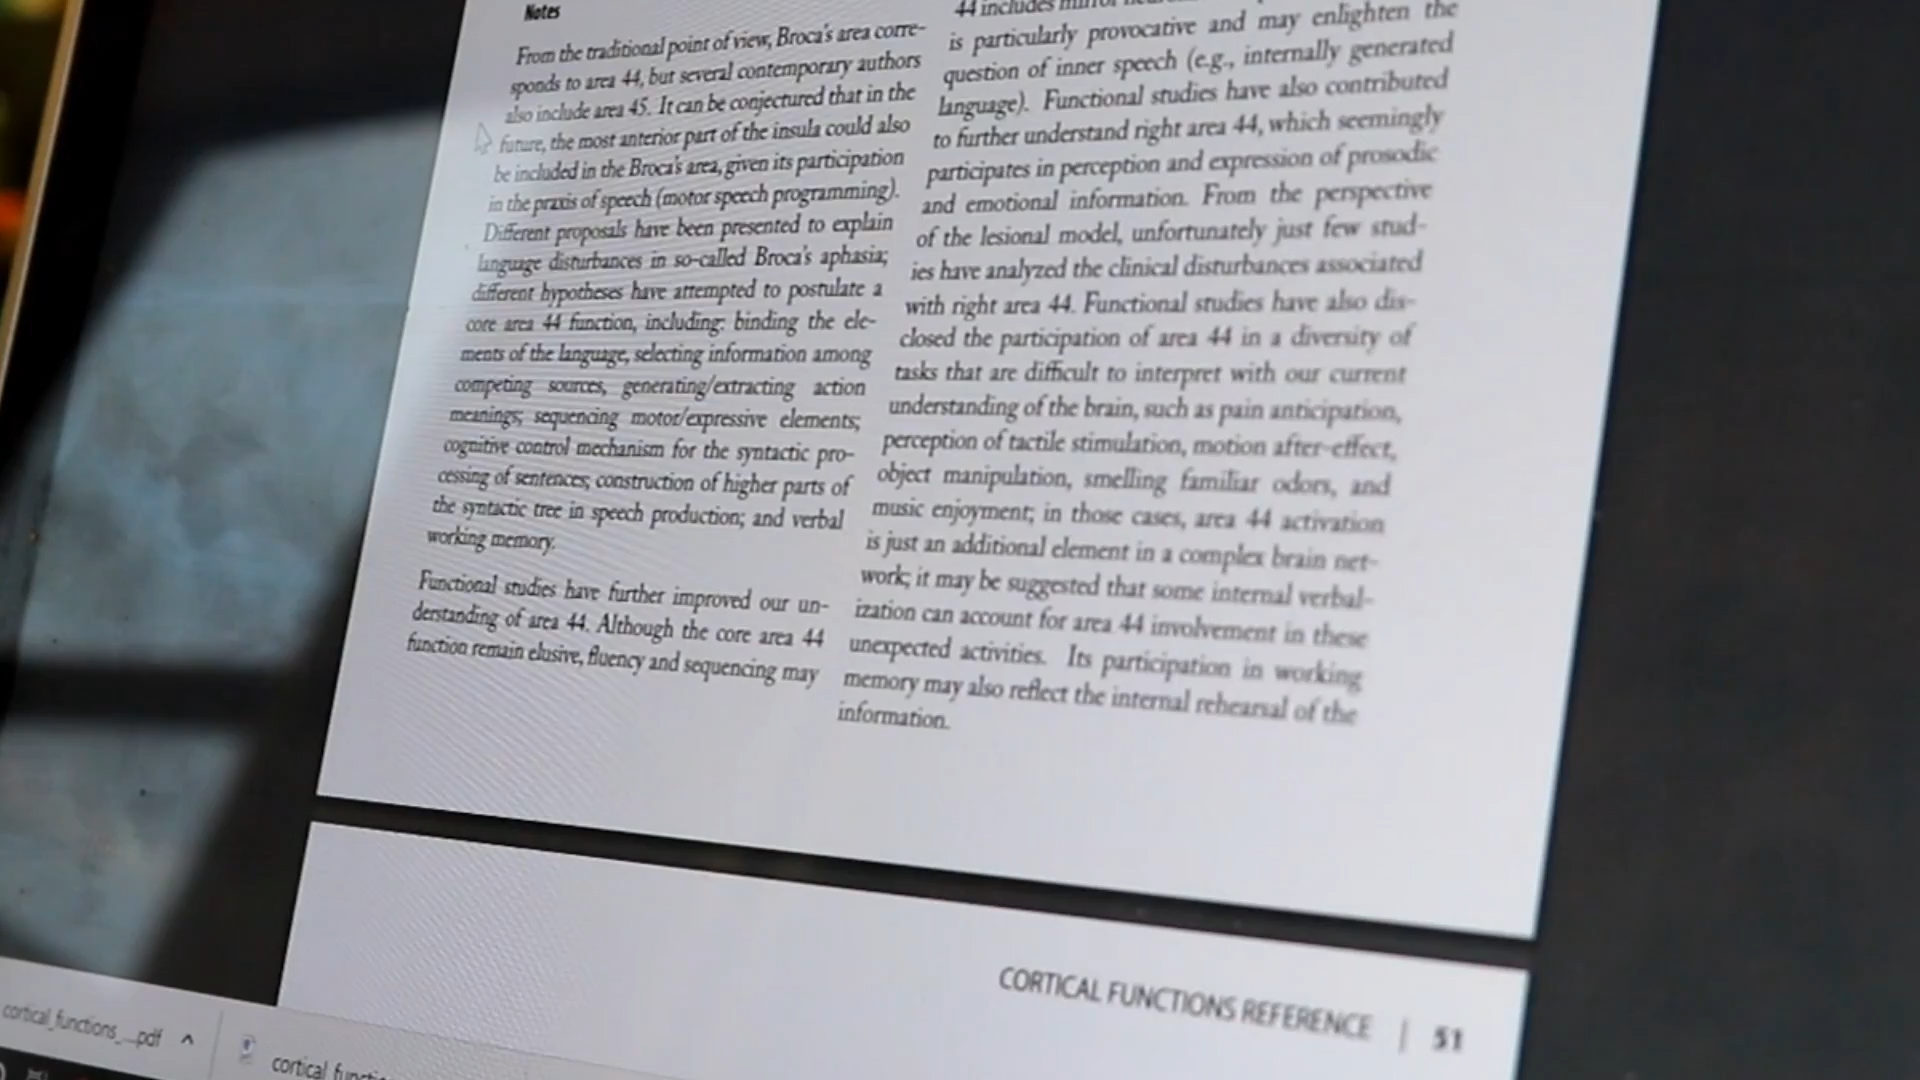 Notes
From the traditional point of view, Broca's area corre-
sponds to area 44, but several contemporary authors
also include area 45. It can be conjectured that in the
future, the most anterior part of the insula could also
be included in the Broca's area, given its participation
in the praxis of speech (motor speech programming).
Different proposals have been presented to explain
language disturbances in so-called Broca's aphasia;
different hypotheses have attempted to postulate a
core area 44 function, including: binding the ele-
ments of the language, selecting information among
competing sources, generating/extracting action
meanings; sequencing motor/expressive elements;
cognitive control mechanism for the syntactic pro-
cessing of sentences; construction of higher parts of
the syntactic tree in speech production; and verbal
working memory.
Functional studies have further improved our un-
derstanding of area 44. Although the core area 44
function remain elusive, fluency and sequencing may
44 includes mirror
is particularly provocative and may enlighten the
question of inner speech (e.g., internally generated
language). Functional studies have also contributed
to further understand right area 44, which seemingly
participates in perception and expression of prosodic
and emotional information. From the perspective
of the lesional model, unfortunately just few stud-
ies have analyzed the clinical disturbances associated
with right area 44. Functional studies have also dis-
closed the participation of area 44 in a diversity of
tasks that are difficult to interpret with our current
understanding of the brain, such as pain anticipation,
perception of tactile stimulation, motion after-effect,
object manipulation, smelling familiar odors, and
music enjoyment; in those cases, area 44 activation
is just an additional element in a complex brain net-
work; it may be suggested that some internal verbal-
ization can account for area 44 involvement in these
unexpected activities. Its participation in working
memory may also reflect the internal rehearsal of the
information.
CORTICAL FUNCTIONS REFERENCE | 51
cortical_functions_...pdf
cortical_functi